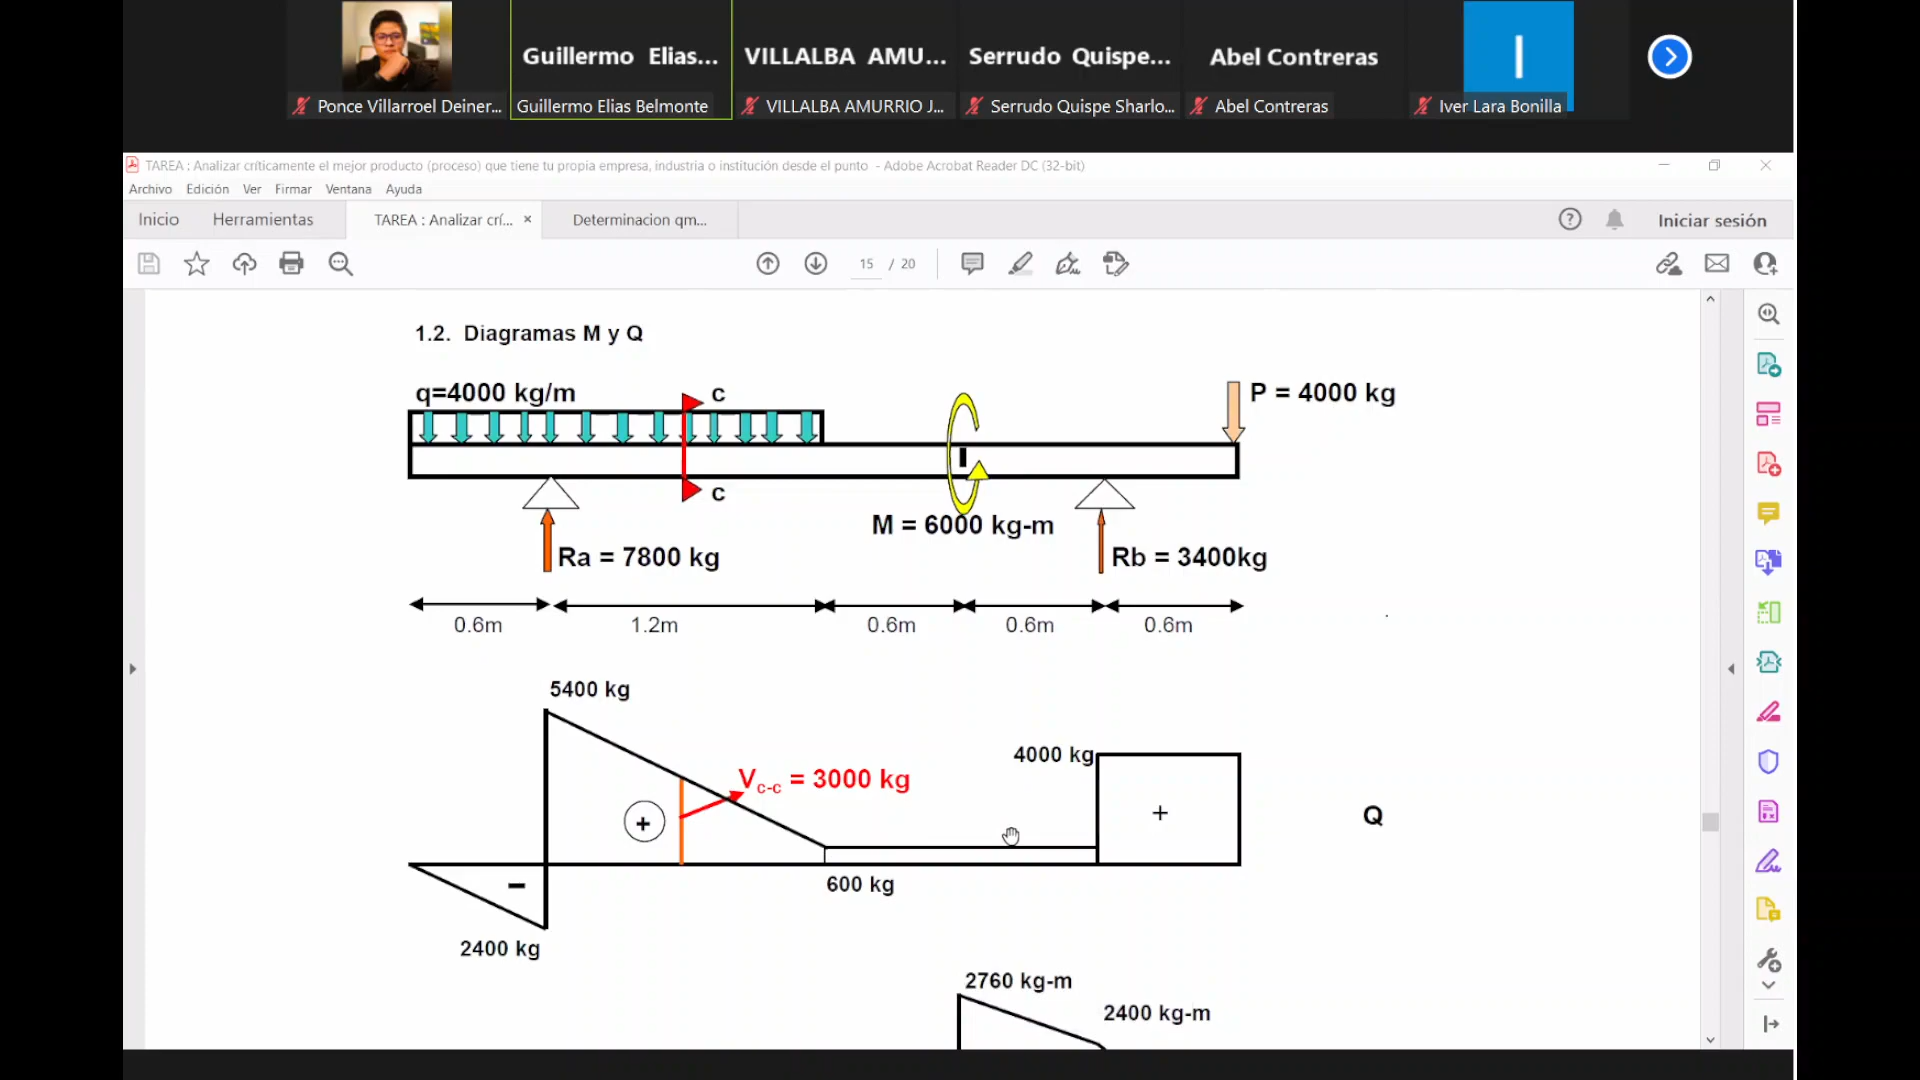 Guillermo Elias...
VILLALBA AMU...
Serrudo Quispe...
Abel Contreras
I
Ponce Villarroel Deiner...
Guillermo Elias Belmonte
VILLALBA AMURRIO J...
Serrudo Quispe Sharlo...
Abel Contreras
Iver Lara Bonilla
TAREA : Analizar críticamente el mejor producto (proceso) que tiene tu propia empresa, industria o institución desde el punto - Adobe Acrobat Reader DC (32-bit)
Archivo Edición Ver Firmar Ventana Ayuda
Inicio Herramientas TAREA : Analizar crí... × Determinacion qm... Iniciar sesión
15 / 20
1.2. Diagramas M y Q
q=4000 kg/m
c
P = 4000 kg
c
M = 6000 kg-m
Ra = 7800 kg
Rb = 3400kg
0.6m 1.2m 0.6m 0.6m 0.6m
5400 kg
4000 kg
Vc-c = 3000 kg
+
+
Q
600 kg
-
2400 kg
2760 kg-m
2400 kg-m